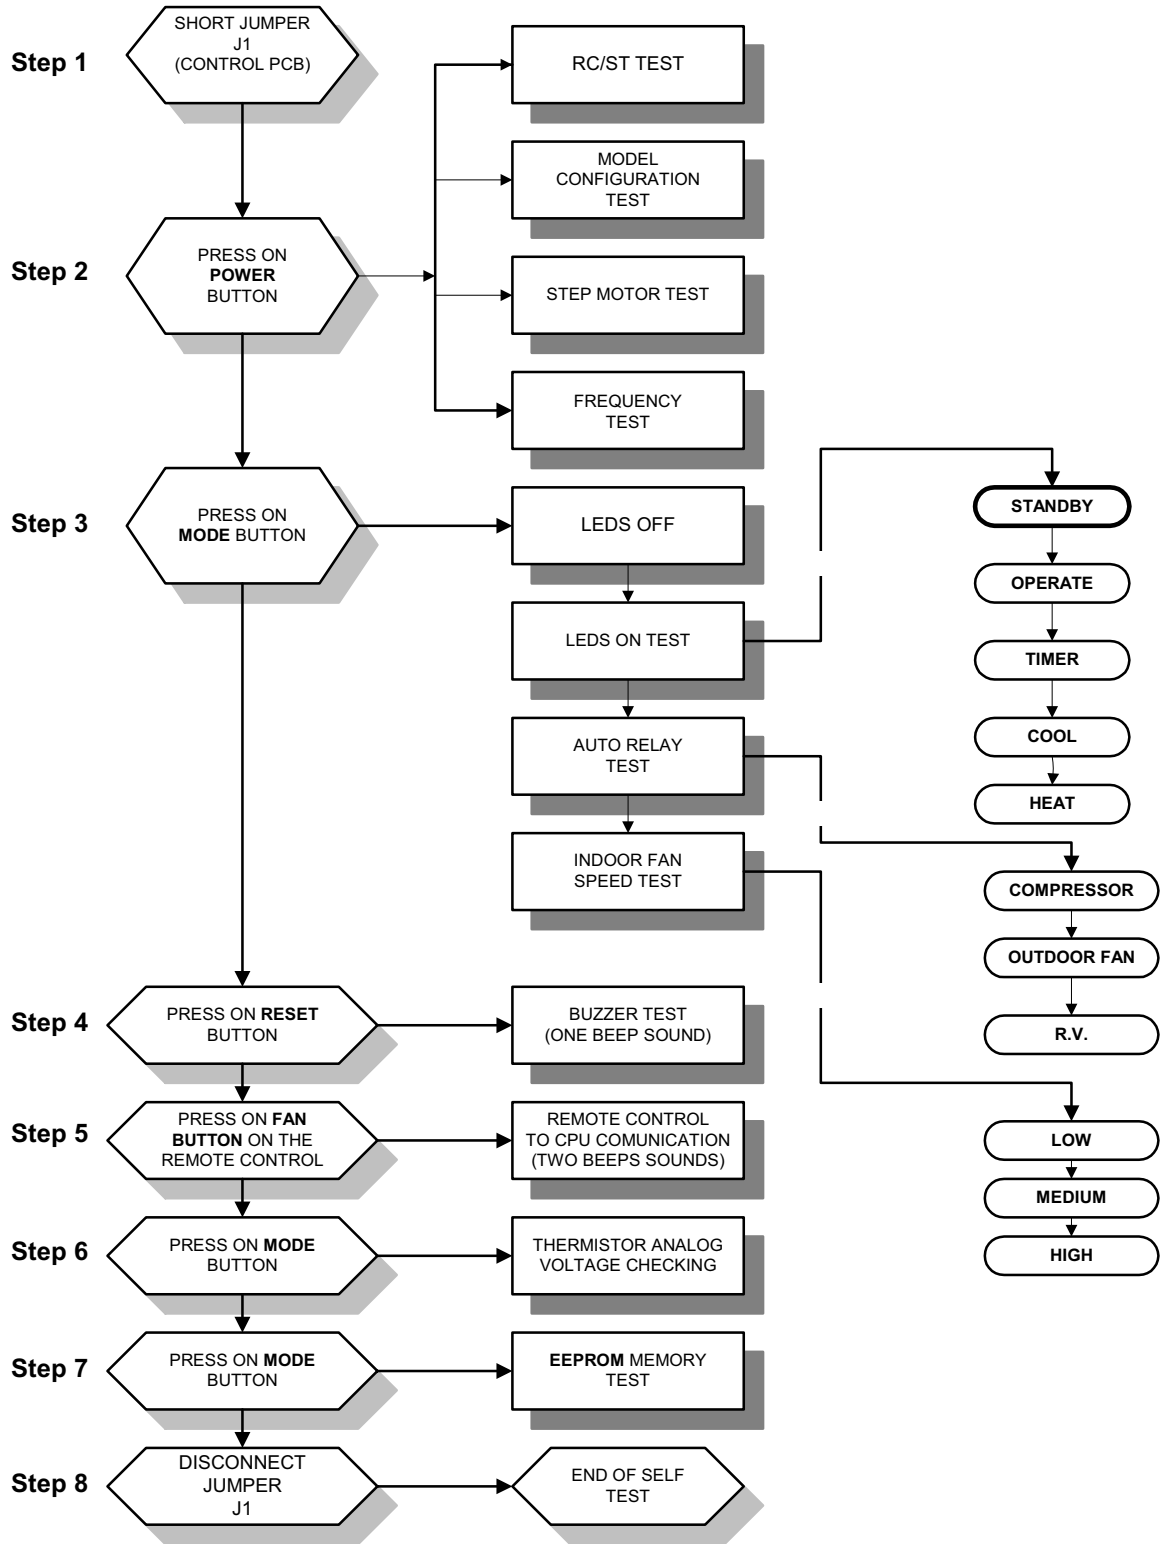 Step 1
SHORT JUMPER
J1
(CONTROL PCB)
RC/ST TEST
MODEL
CONFIGURATION
TEST
Step 2
PRESS ON
POWER
BUTTON
STEP MOTOR TEST
FREQUENCY
TEST
Step 3
PRESS ON
MODE BUTTON
LEDS OFF
LEDS ON TEST
AUTO RELAY
TEST
INDOOR FAN
SPEED TEST
STANDBY
OPERATE
TIMER
COOL
HEAT
COMPRESSOR
OUTDOOR FAN
R.V.
LOW
MEDIUM
HIGH
Step 4
PRESS ON RESET
BUTTON
BUZZER TEST
(ONE BEEP SOUND)
Step 5
PRESS ON FAN
BUTTON ON THE
REMOTE CONTROL
REMOTE CONTROL
TO CPU COMUNICATION
(TWO BEEPS SOUNDS)
Step 6
PRESS ON MODE
BUTTON
THERMISTOR ANALOG
VOLTAGE CHECKING
Step 7
PRESS ON MODE
BUTTON
EEPROM MEMORY
TEST
Step 8
DISCONNECT
JUMPER
J1
END OF SELF
TEST